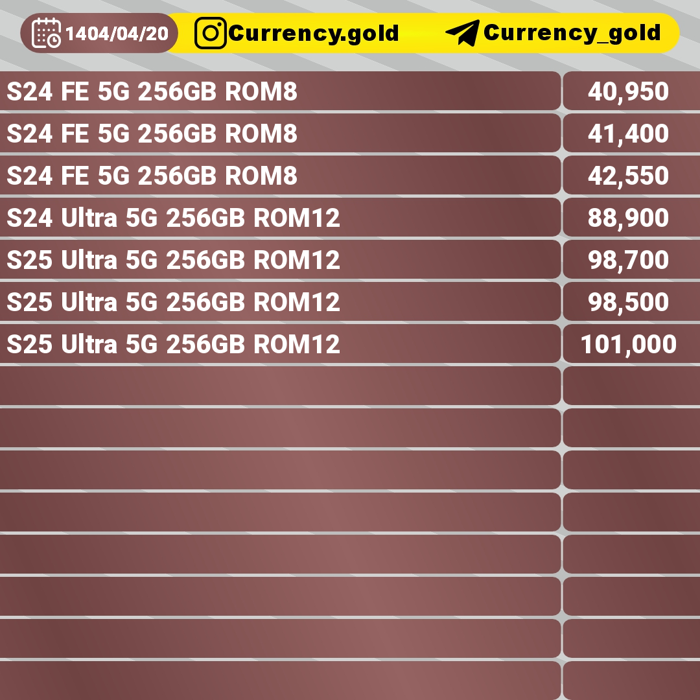 1404/04/20 Currency.gold Currency_gold
S24 FE 5G 256GB ROM8 40,950
S24 FE 5G 256GB ROM8 41,400
S24 FE 5G 256GB ROM8 42,550
S24 Ultra 5G 256GB ROM12 88,900
S25 Ultra 5G 256GB ROM12 98,700
S25 Ultra 5G 256GB ROM12 98,500
S25 Ultra 5G 256GB ROM12 101,000